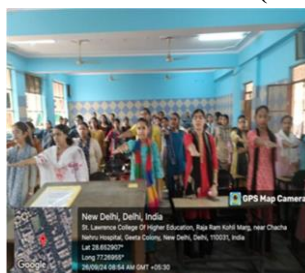 GPS Map Camera
New Delhi, Delhi, India
St. Lawrence College Of Higher Education, Raja Ram Kohli Marg, near Chacha
Nehru Hospital, Geeta Colony, New Delhi, Delhi, 110031, India
Lat 28.652907°
Long 77.26955°
28/09/24 08:54 AM GMT +05:30